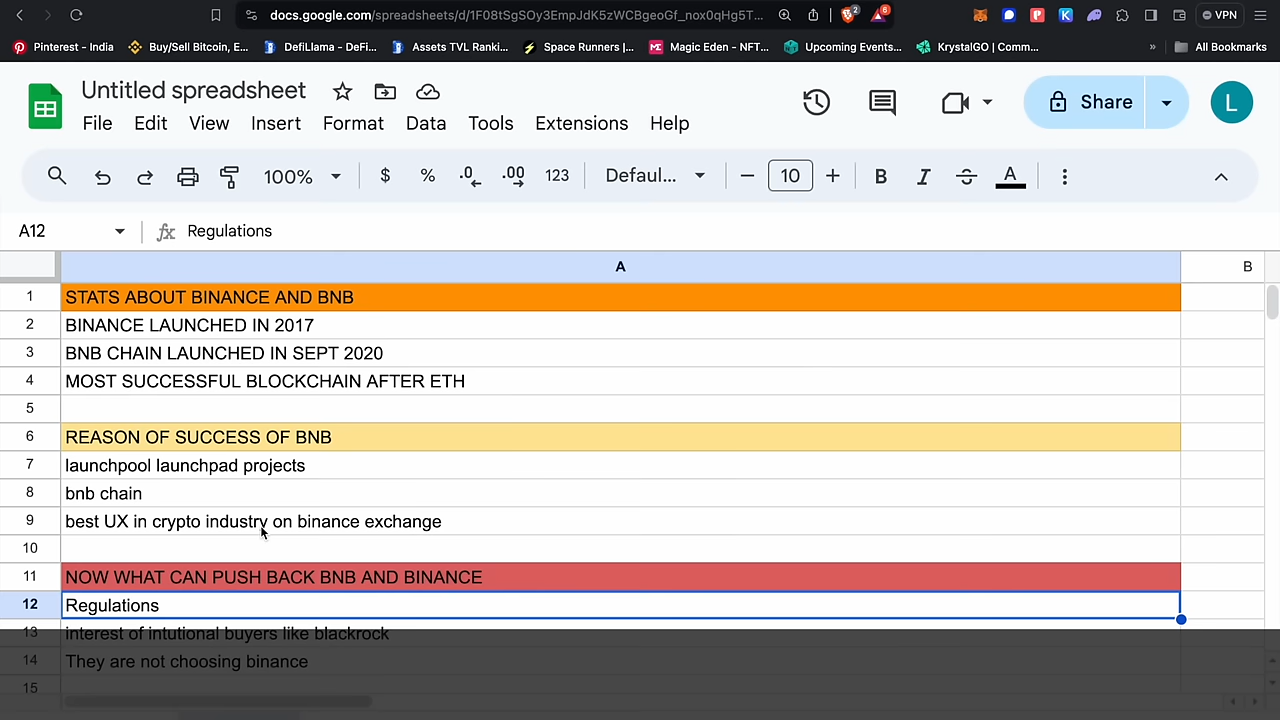 docs.google.com/spreadsheets/d/1F08tSgSOy3EmpJdK5zWCBgeoGf_nox0qHg5T...
2
6
VPN
Pinterest - India
Buy/Sell Bitcoin, E...
DefiLlama - DeFi...
Assets TVL Ranki...
Space Runners |...
Magic Eden - NFT...
Upcoming Events...
KrystalGO | Comm...
»
All Bookmarks
Untitled spreadsheet
File Edit View Insert Format Data Tools Extensions Help
Share
L
100%
$ % .0 .00 123
Defaul...
10
B I S A
A12
fx Regulations
A B
1 STATS ABOUT BINANCE AND BNB
2 BINANCE LAUNCHED IN 2017
3 BNB CHAIN LAUNCHED IN SEPT 2020
4 MOST SUCCESSFUL BLOCKCHAIN AFTER ETH
5
6 REASON OF SUCCESS OF BNB
7 launchpool launchpad projects
8 bnb chain
9 best UX in crypto industry on binance exchange
10
11 NOW WHAT CAN PUSH BACK BNB AND BINANCE
12 Regulations
13 interest of intutional buyers like blackrock
14 They are not choosing binance
15